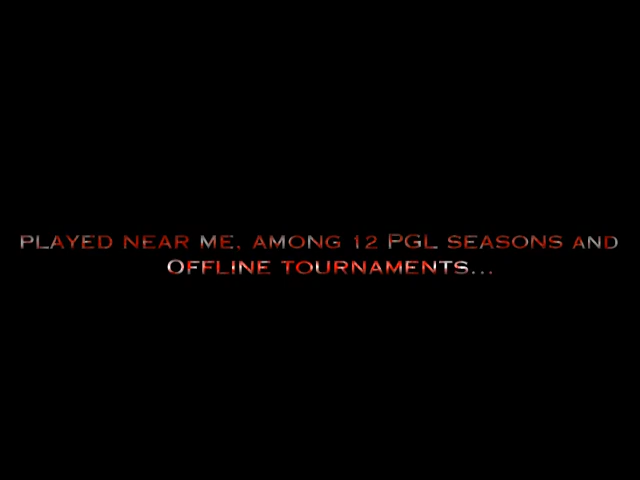 played near me, among 12 PGL seasons and
Offline tournaments...